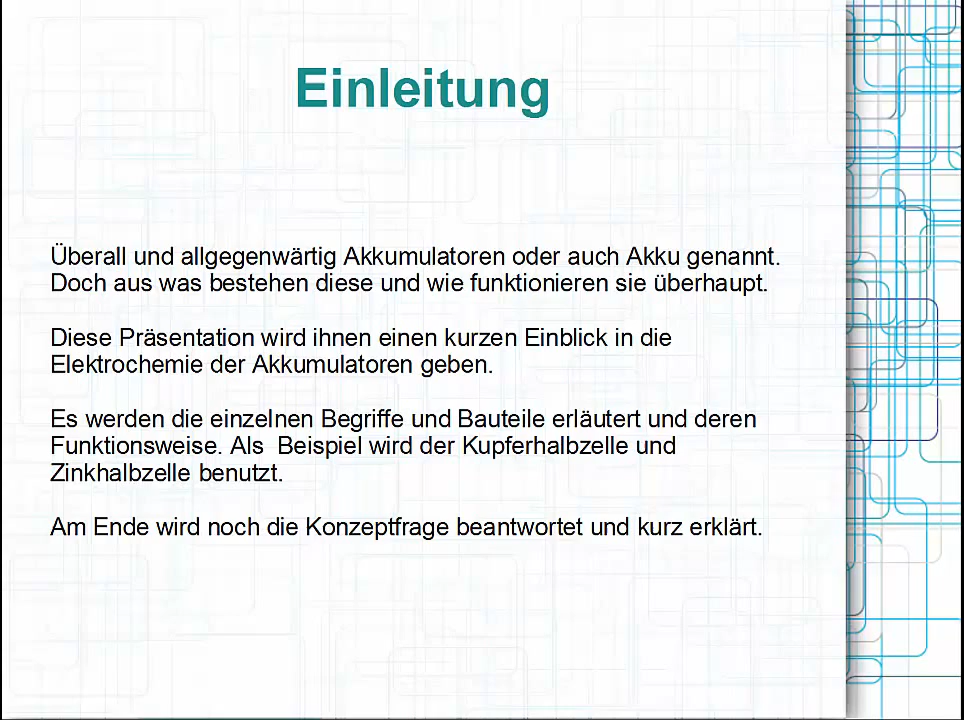 Einleitung
Überall und allgegenwärtig Akkumulatoren oder auch Akku genannt.
Doch aus was bestehen diese und wie funktionieren sie überhaupt.
Diese Präsentation wird ihnen einen kurzen Einblick in die
Elektrochemie der Akkumulatoren geben.
Es werden die einzelnen Begriffe und Bauteile erläutert und deren
Funktionsweise. Als  Beispiel wird der Kupferhalbzelle und
Zinkhalbzelle benutzt.
Am Ende wird noch die Konzeptfrage beantwortet und kurz erklärt.